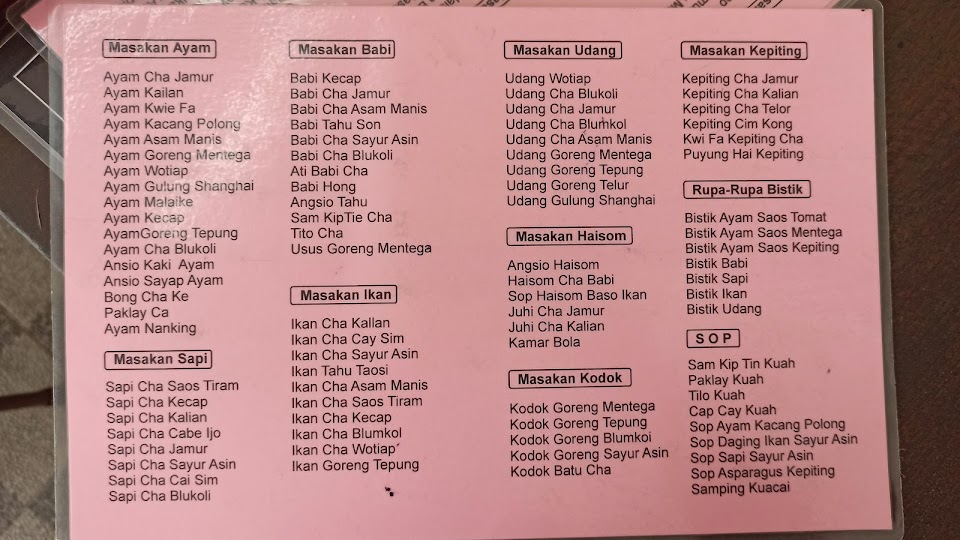 Masakan Ayam
Ayam Cha Jamur
Ayam Kailan
Ayam Kwie Fa
Ayam Kacang Polong
Ayam Asam Manis
Ayam Goreng Mentega
Ayam Wotiap
Ayam Gulung Shanghai
Ayam Malaike
Ayam Kecap
AyamGoreng Tepung
Ayam Cha Blukoli
Ansio Kaki Ayam
Ansio Sayap Ayam
Bong Cha Ke
Paklay Ca
Ayam Nanking
Masakan Sapi
Sapi Cha Saos Tiram
Sapi Cha Kecap
Sapi Cha Kalian
Sapi Cha Cabe Ijo
Sapi Cha Jamur
Sapi Cha Sayur Asin
Sapi Cha Cai Sim
Sapi Cha Blukoli
Masakan Babi
Babi Kecap
Babi Cha Jamur
Babi Cha Asam Manis
Babi Tahu Son
Babi Cha Sayur Asin
Babi Cha Blukoli
Ati Babi Cha
Babi Hong
Angsio Tahu
Sam KipTie Cha
Tito Cha
Usus Goreng Mentega
Masakan Ikan
Ikan Cha Kallan
Ikan Cha Cay Sim
Ikan Cha Sayur Asin
Ikan Tahu Taosi
Ikan Cha Asam Manis
Ikan Cha Saos Tiram
Ikan Cha Kecap
Ikan Cha Blumkol
Ikan Cha Wotiap
Ikan Goreng Tepung
Masakan Udang
Udang Wotiap
Udang Cha Blukoli
Udang Cha Jamur
Udang Cha Blumkol
Udang Cha Asam Manis
Udang Goreng Mentega
Udang Goreng Tepung
Udang Goreng Telur
Udang Gulung Shanghai
Masakan Haisom
Angsio Haisom
Haisom Cha Babi
Sop Haisom Baso Ikan
Juhi Cha Jamur
Juhi Cha Kalian
Kamar Bola
Masakan Kodok
Kodok Goreng Mentega
Kodok Goreng Tepung
Kodok Goreng Blumkoi
Kodok Goreng Sayur Asin
Kodok Batu Cha
Masakan Kepiting
Kepiting Cha Jamur
Kepiting Cha Kalian
Kepiting Cha Telor
Kepiting Cim Kong
Kwi Fa Kepiting Cha
Puyung Hai Kepiting
Rupa-Rupa Bistik
Bistik Ayam Saos Tomat
Bistik Ayam Saos Mentega
Bistik Ayam Saos Kepiting
Bistik Babi
Bistik Sapi
Bistik Ikan
Bistik Udang
S O P
Sam Kip Tin Kuah
Paklay Kuah
Tilo Kuah
Cap Cay Kuah
Sop Ayam Kacang Polong
Sop Daging Ikan Sayur Asin
Sop Sapi Sayur Asin
Sop Asparagus Kepiting
Samping Kuacai